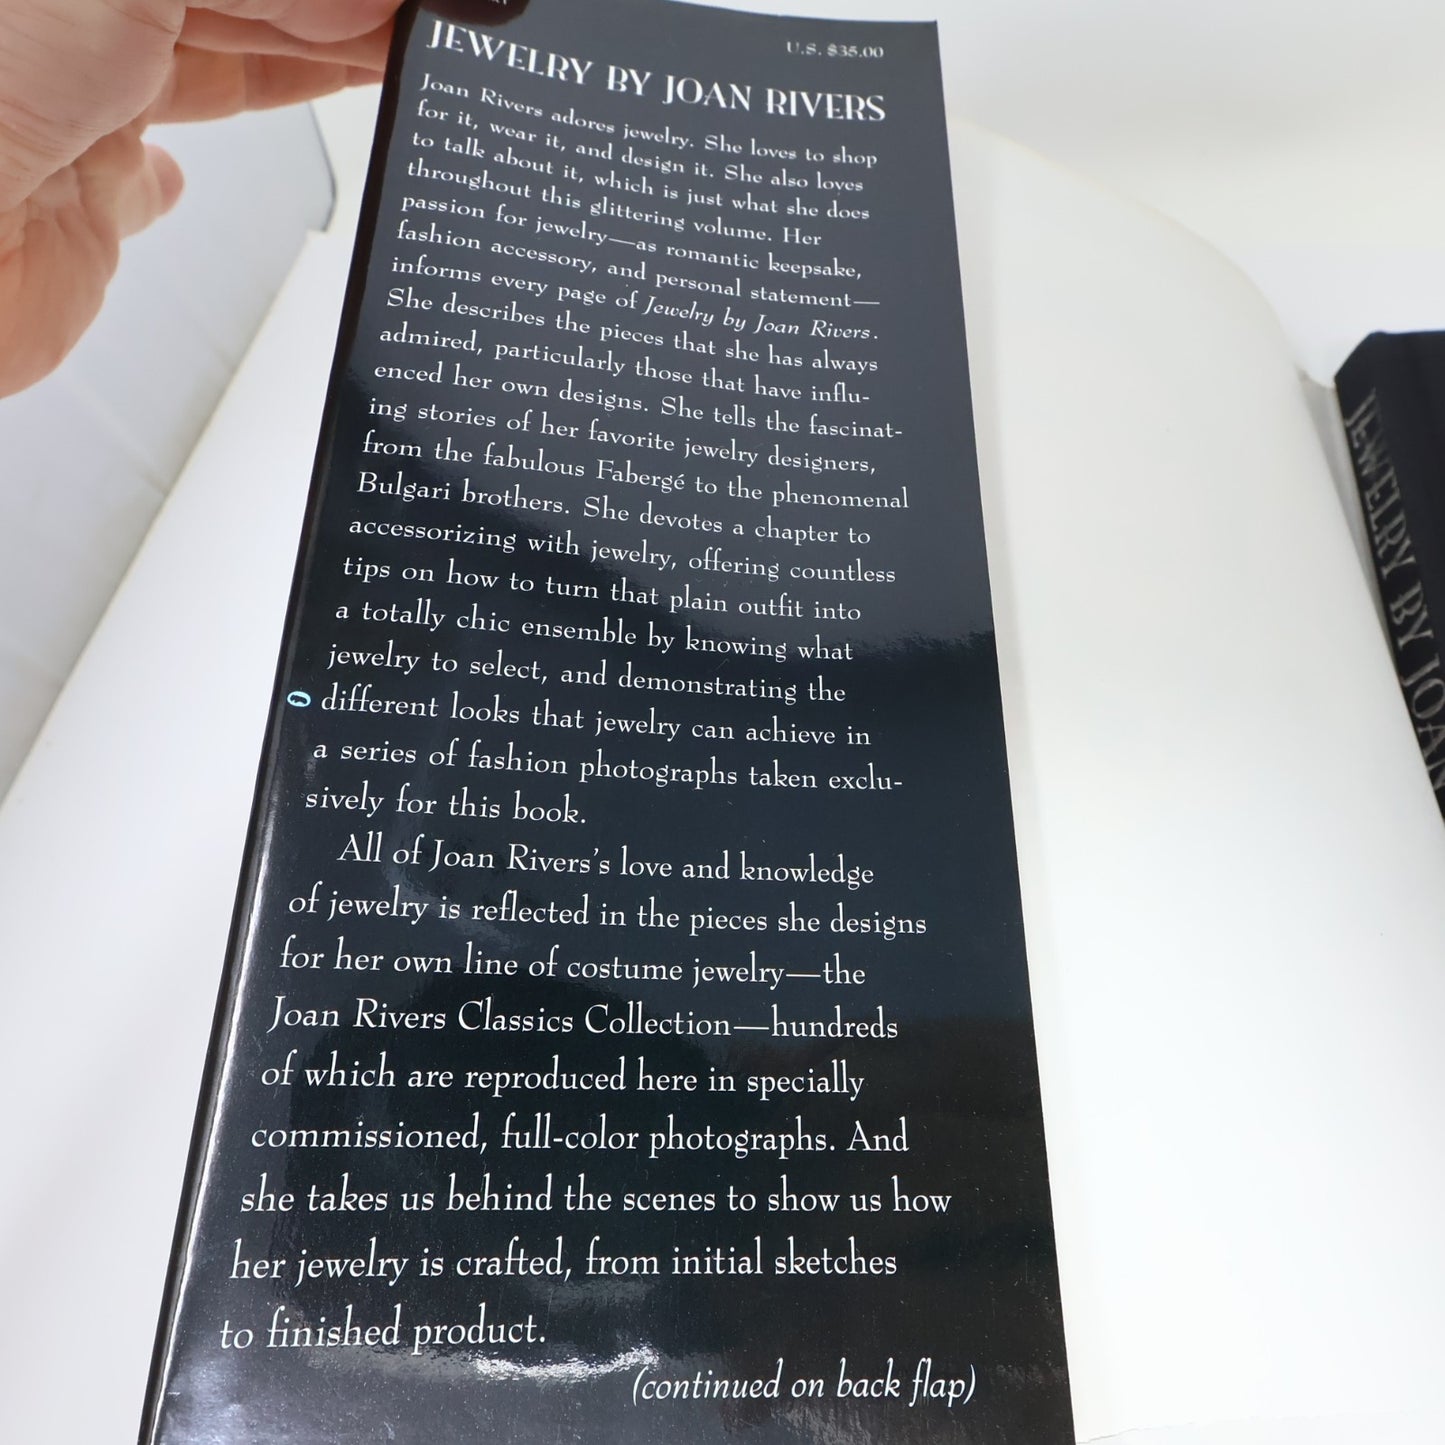 U.S. $35.00
JEWELRY BY JOAN RIVERS
Joan Rivers adores jewelry. She loves to shop
for it, wear it, and design it. She also loves
to talk about it, which is just what she does
throughout this glittering volume. Her
passion for jewelry—as romantic keepsake,
fashion accessory, and personal statement—
informs every page of Jewelry by Joan Rivers.
She describes the pieces that she has always
admired, particularly those that have influ-
enced her own designs. She tells the fascinat-
ing stories of her favorite jewelry designers,
from the fabulous Fabergé to the phenomenal
Bulgari brothers. She devotes a chapter to
accessorizing with jewelry, offering countless
tips on how to turn that plain outfit into
a totally chic ensemble by knowing what
jewelry to select, and demonstrating the
different looks that jewelry can achieve in
a series of fashion photographs taken exclu-
sively for this book.
All of Joan Rivers's love and knowledge
of jewelry is reflected in the pieces she designs
for her own line of costume jewelry—the
Joan Rivers Classics Collection—hundreds
of which are reproduced here in specially
commissioned, full-color photographs. And
she takes us behind the scenes to show us how
her jewelry is crafted, from initial sketches
to finished product.
(continued on back flap)
JEWELRY BY JOAN